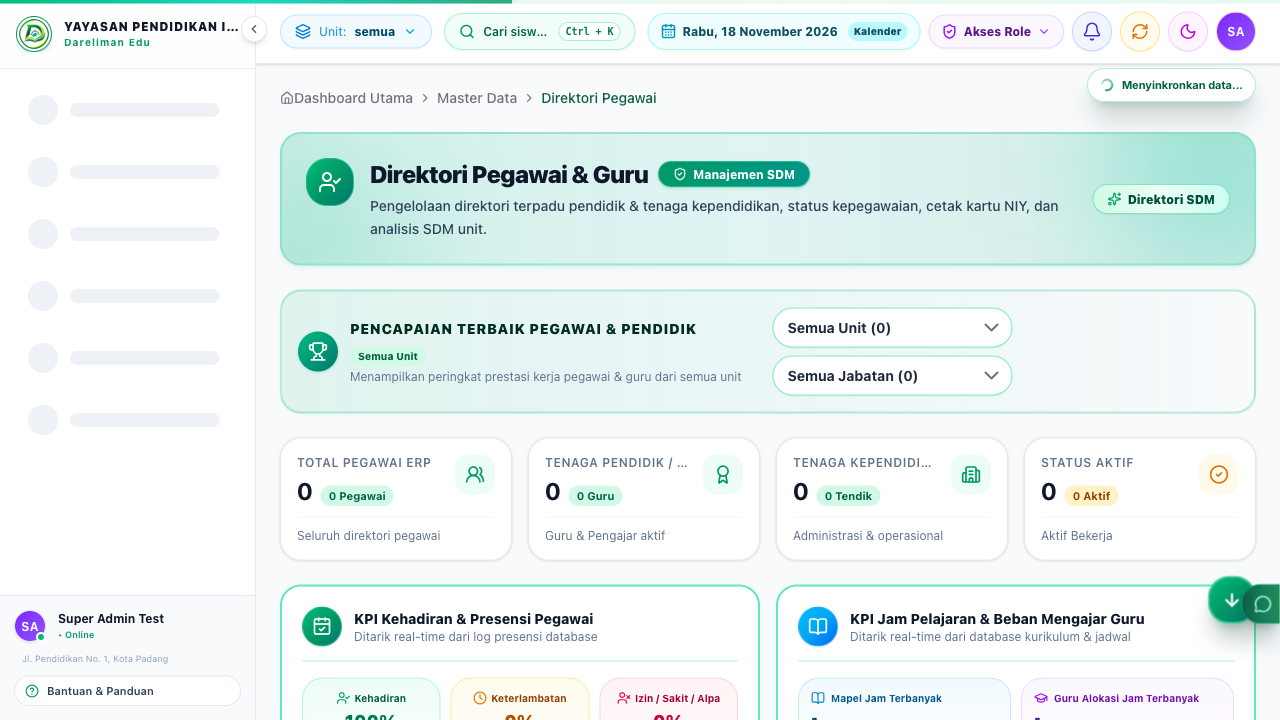 YAYASAN PENDIDIKAN I...
Dareliman Edu
Unit: semua
Cari sisw...
Ctrl + K
Rabu, 18 November 2026
Kalender
Akses Role
SA
Menyinkronkan data...
Dashboard Utama > Master Data > Direktori Pegawai
Direktori Pegawai & Guru
Manajemen SDM
Pengelolaan direktori terpadu pendidik & tenaga kependidikan, status kepegawaian, cetak kartu NIY, dan
analisis SDM unit.
Direktori SDM
PENCAPAIAN TERBAIK PEGAWAI & PENDIDIK
Semua Unit
Menampilkan peringkat prestasi kerja pegawai & guru dari semua unit
Semua Unit (0)
Semua Jabatan (0)
TOTAL PEGAWAI ERP
0
0 Pegawai
Seluruh direktori pegawai
TENAGA PENDIDIK / ...
0
0 Guru
Guru & Pengajar aktif
TENAGA KEPENDIDI...
0
0 Tendik
Administrasi & operasional
STATUS AKTIF
0
0 Aktif
Aktif Bekerja
KPI Kehadiran & Presensi Pegawai
Ditarik real-time dari log presensi database
Kehadiran
100%
Keterlambatan
0%
Izin / Sakit / Alpa
0%
KPI Jam Pelajaran & Beban Mengajar Guru
Ditarik real-time dari database kurikulum & jadwal
Mapel Jam Terbanyak
-
Guru Alokasi Jam Terbanyak
-
SA
Super Admin Test
• Online
Jl. Pendidikan No. 1, Kota Padang
Bantuan & Panduan